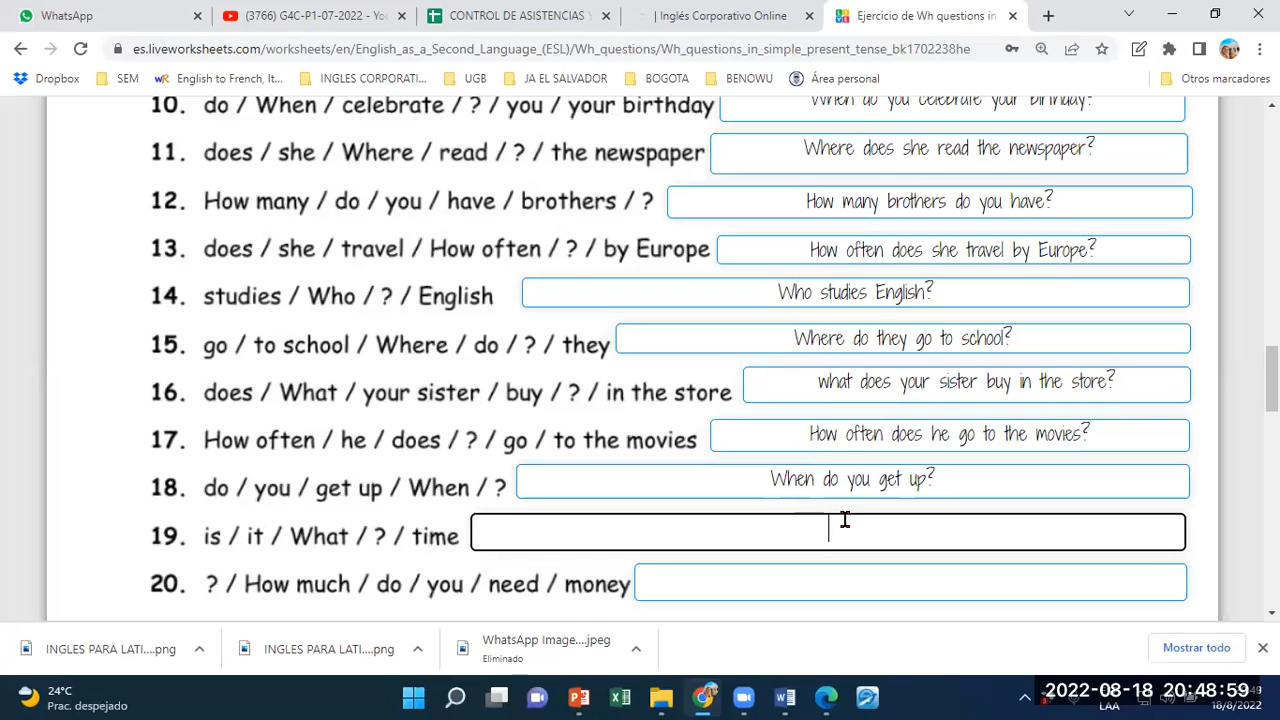 WhatsApp
(3766) G4C-P1-07-2022 - Yo
CONTROL DE ASISTENCIAS
| Inglés Corporativo Online
Ejercicio de Wh questions in
es.liveworksheets.com/worksheets/en/English_as_a_Second_Language_(ESL)/Wh_questions/Wh_questions_in_simple_present_tense_bk1702238he
Dropbox
SEM
English to French, It...
INGLES CORPORATI...
UGB
JA EL SALVADOR
BOGOTA
BENOWU
Área personal
Otros marcadores
10. do / When / celebrate / ? / you / your birthday
When do you celebrate your birthday?
11. does / she / Where / read / ? / the newspaper
Where does she read the newspaper?
12. How many / do / you / have / brothers / ?
How many brothers do you have?
13. does / she / travel / How often / ? / by Europe
How often does she travel by Europe?
14. studies / Who / ? / English
Who studies English?
15. go / to school / Where / do / ? / they
Where do they go to school?
16. does / What / your sister / buy / ? / in the store
what does your sister buy in the store?
17. How often / he / does / ? / go / to the movies
How often does he go to the movies?
18. do / you / get up / When / ?
When do you get up?
19. is / it / What / ? / time
20. ? / How much / do / you / need / money
INGLES PARA LATI....png
INGLES PARA LATI....png
WhatsApp Image....jpeg
Eliminado
Mostrar todo
24°C
Prac. despejado
LAA
2022-08-18 20:48:59
18/8/2022